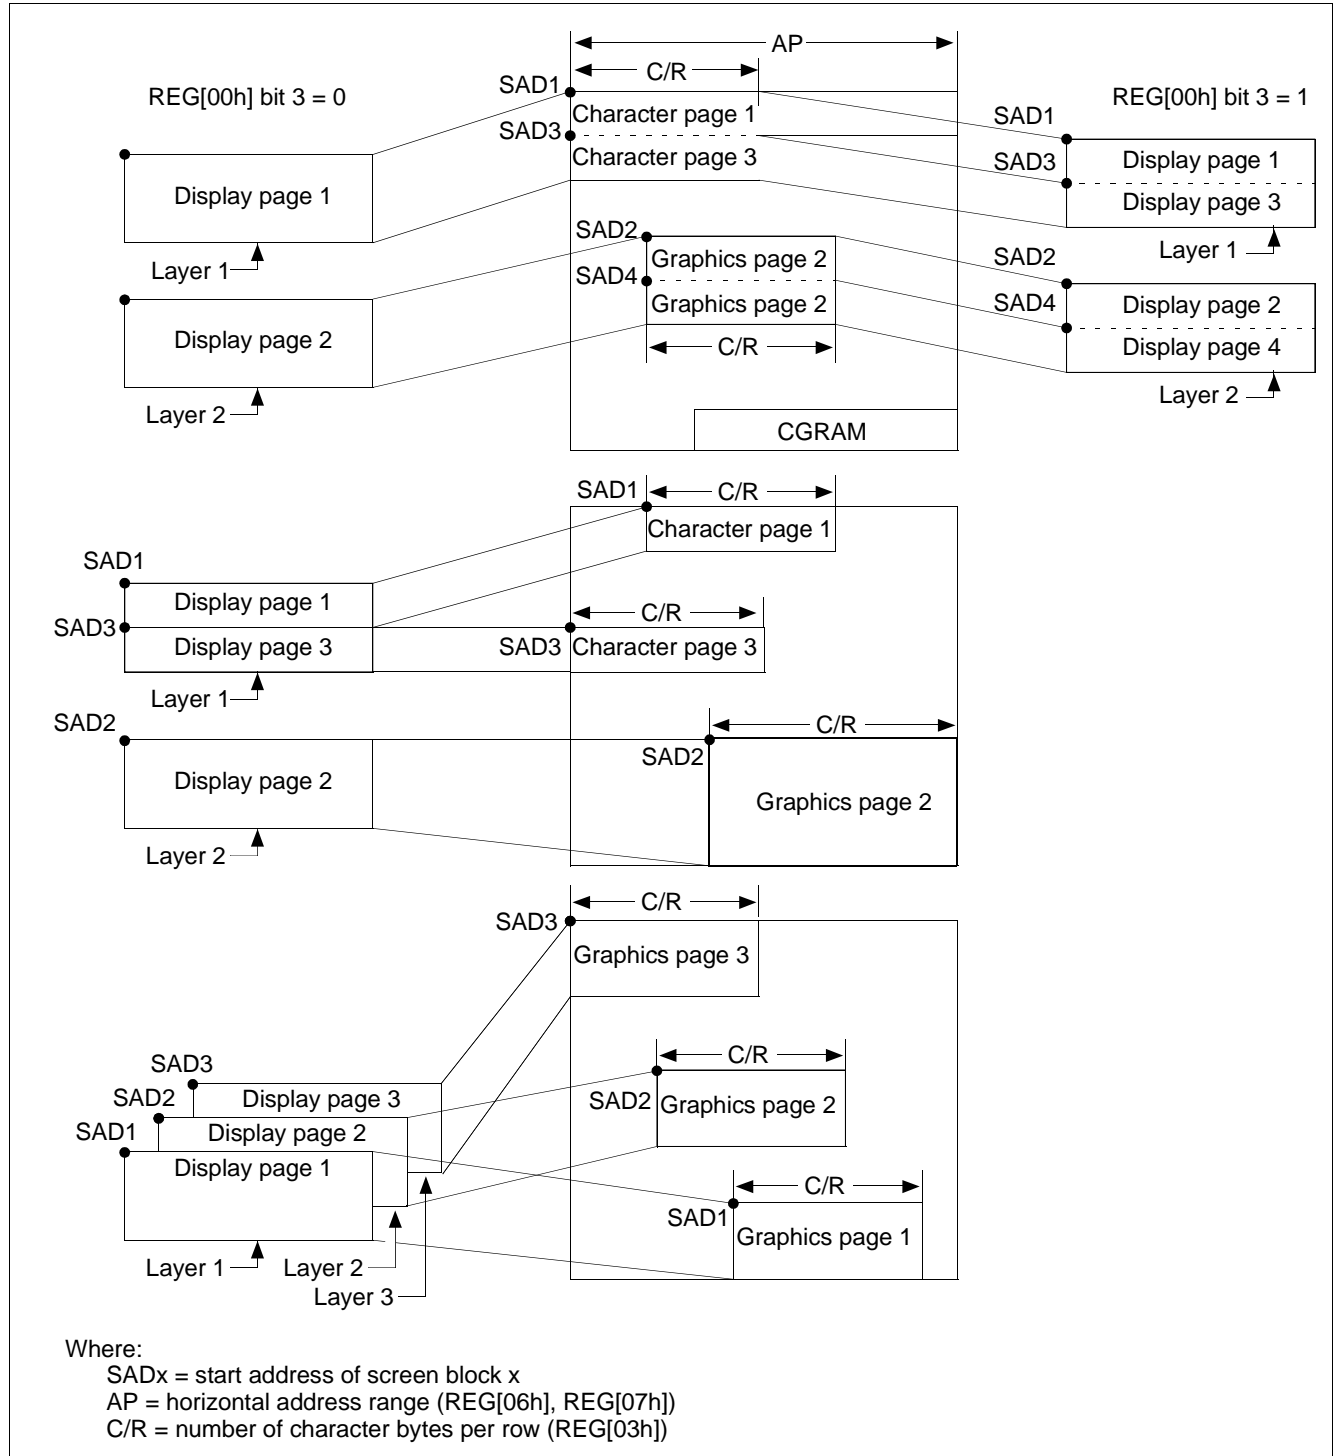 AP
C/R
REG[00h] bit 3 = 0
SAD1
REG[00h] bit 3 = 1
Character page 1
SAD1
SAD3
Character page 3
Display page 1
SAD3
Display page 1
Display page 3
SAD2
Layer 1
Graphics page 2
SAD2
Layer 1
SAD4
Graphics page 2
SAD4
Display page 2
Display page 2
C/R
Display page 4
Layer 2
Layer 2
CGRAM
SAD1
C/R
Character page 1
SAD1
Display page 1
C/R
SAD3
Display page 3
SAD3
Character page 3
Layer 1
SAD2
C/R
SAD2
Display page 2
Graphics page 2
Layer 2
C/R
SAD3
Graphics page 3
C/R
SAD3
Display page 3
SAD2
SAD2
Graphics page 2
SAD1
Display page 2
Display page 1
C/R
SAD1
Graphics page 1
Layer 1
Layer 2
Layer 3
Where:
SADx = start address of screen block x
AP = horizontal address range (REG[06h], REG[07h])
C/R = number of character bytes per row (REG[03h])